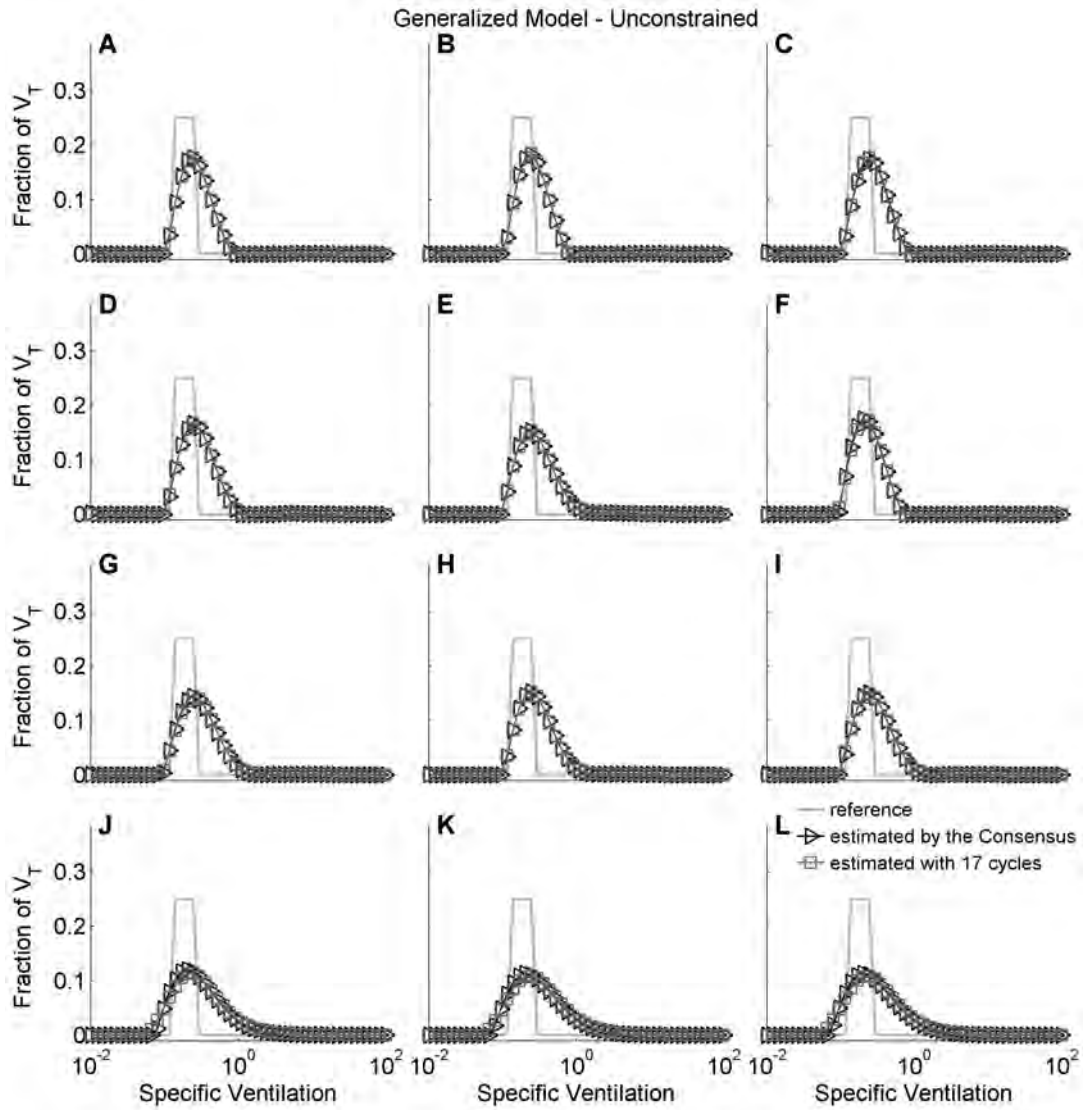 Generalized Model - Unconstrained
A
B
C
Fraction of V_T
0.3
0.2
0.1
0
D
E
F
Fraction of V_T
0.3
0.2
0.1
0
G
H
I
Fraction of V_T
0.3
0.2
0.1
0
J
K
L
reference
estimated by the Consensus
estimated with 17 cycles
Fraction of V_T
0.3
0.2
0.1
0
10^-2
10^0
10^2
10^-2
10^0
10^2
10^-2
10^0
10^2
Specific Ventilation
Specific Ventilation
Specific Ventilation